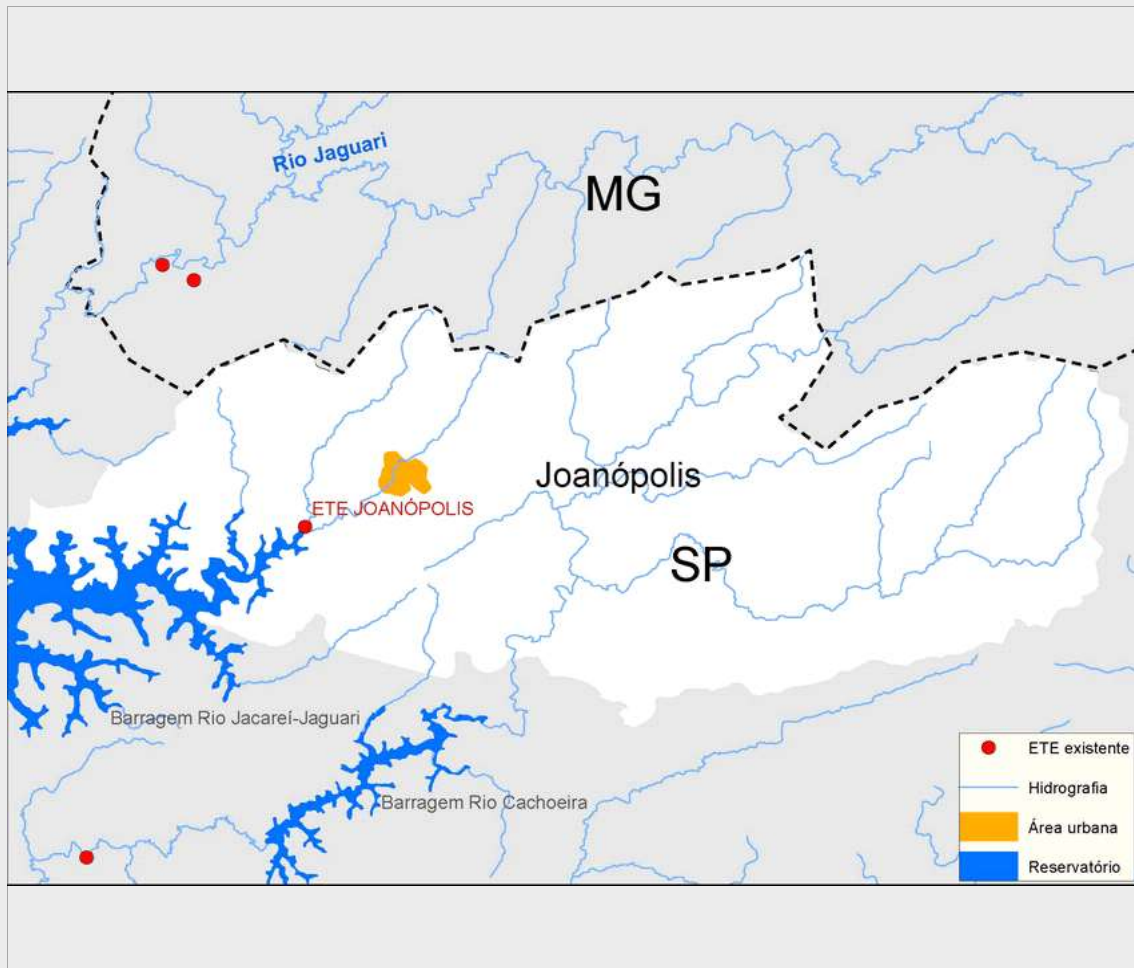 Rio Jaguari
MG
Joanópolis
ETE JOANÓPOLIS
SP
Barragem Rio Jacareí-Jaguari
Barragem Rio Cachoeira
ETE existente
Hidrografia
Área urbana
Reservatório